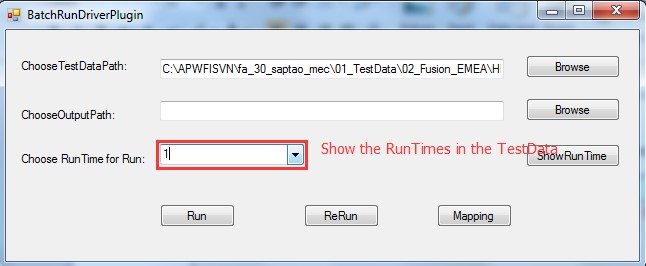 BatchRunDriverPlugin
ChooseTestDataPath:
C:\APWFISVN\fa_30_saptao_mec\01_TestData\02_Fusion_EMEA\H
Browse
ChooseOutputPath:
Browse
Choose RunTime for Run:
1
Show the RunTimes in the TestData
ShowRunTime
Run
ReRun
Mapping